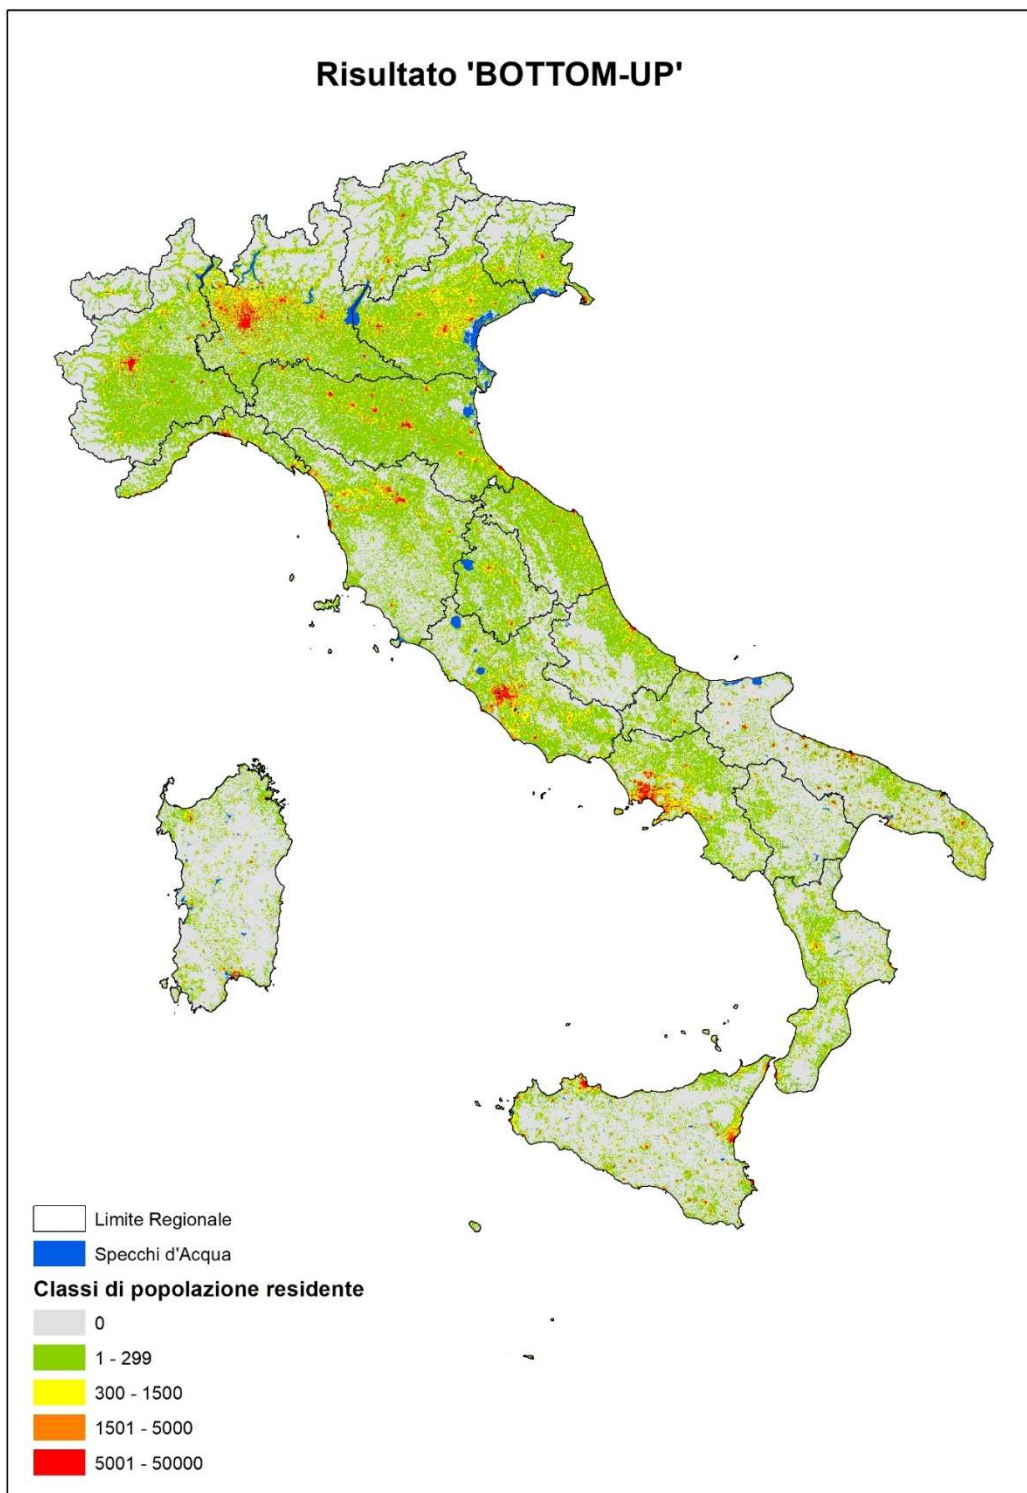 Risultato 'BOTTOM-UP'
Limite Regionale
Specchi d'Acqua
Classi di popolazione residente
0
1 - 299
300 - 1500
1501 - 5000
5001 - 50000